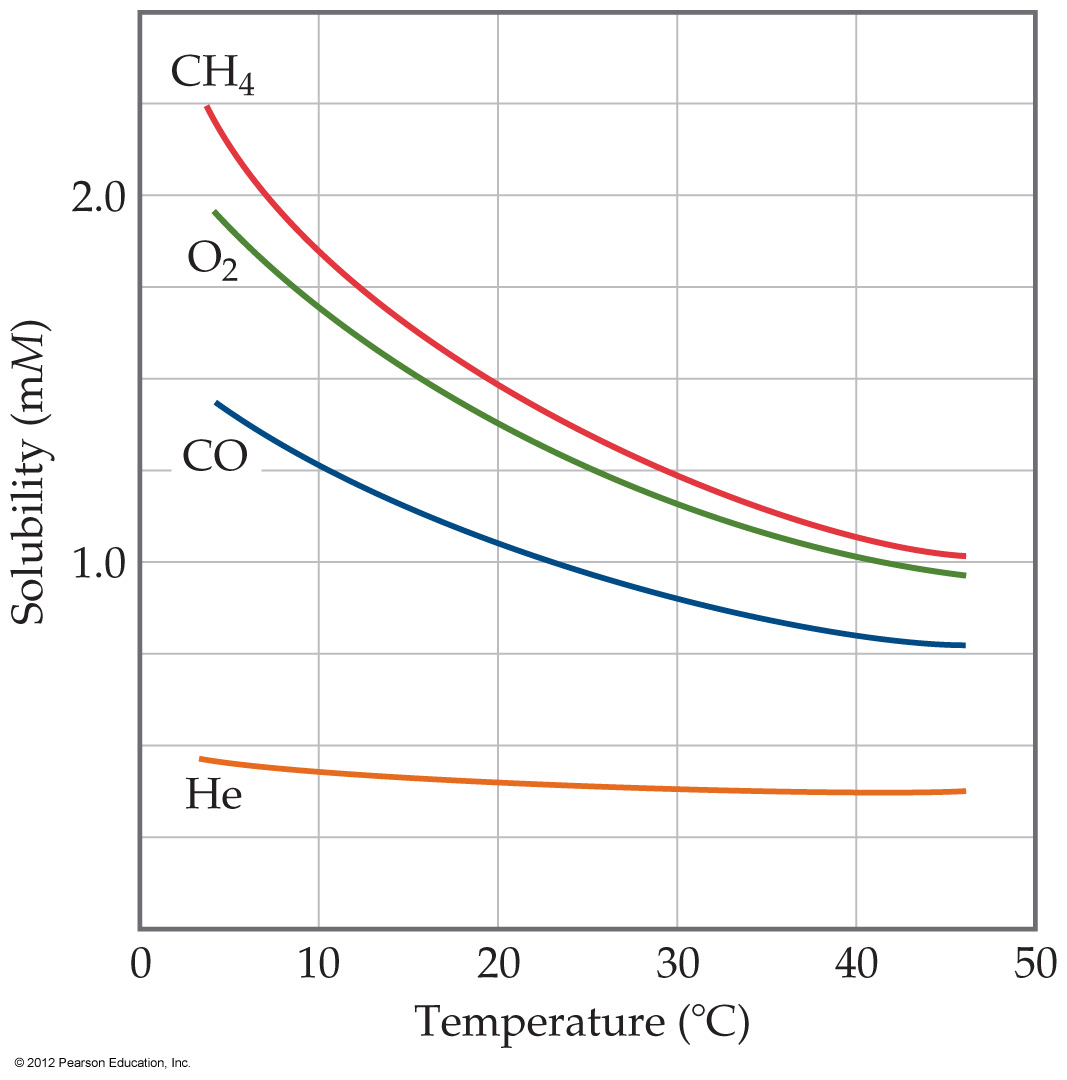 CH₄
2.0
O₂
Solubility (mM)
CO
1.0
He
0 10 20 30 40 50
Temperature (°C)
© 2012 Pearson Education, Inc.